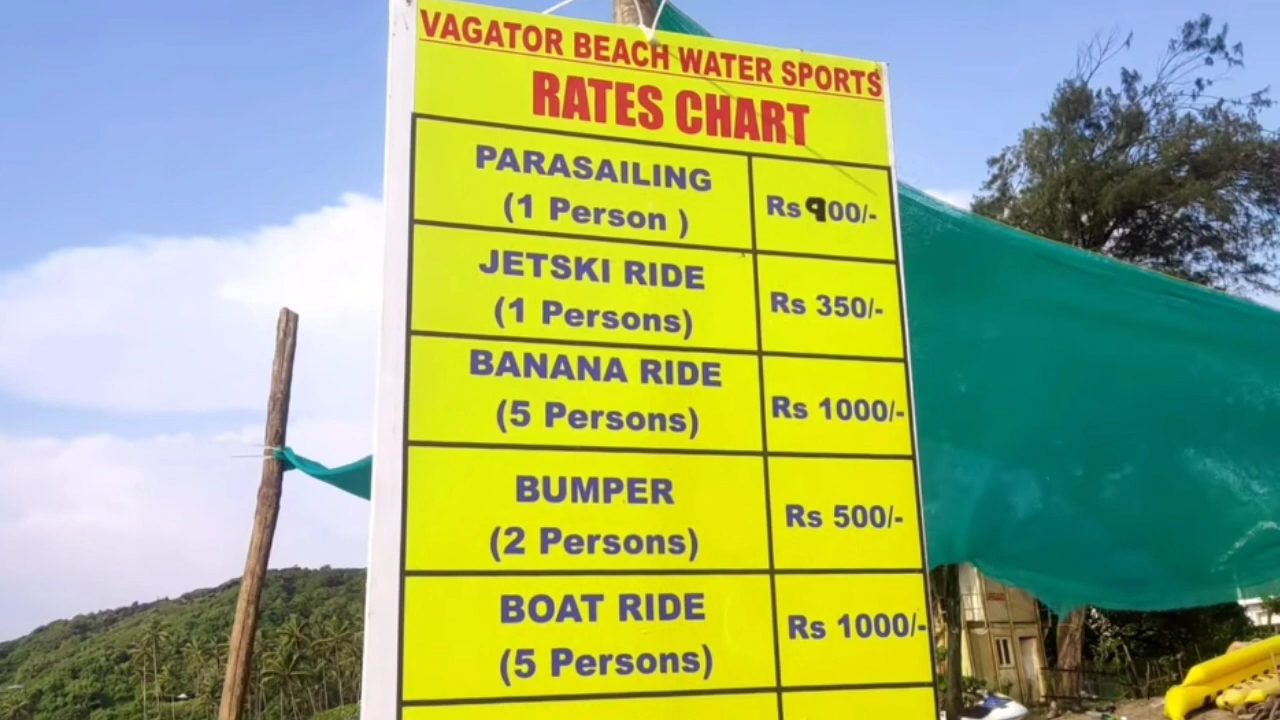 VAGATOR BEACH WATER SPORTS
RATES CHART
PARASAILING
(1 Person )
Rs 900/-
JETSKI RIDE
(1 Persons)
Rs 350/-
BANANA RIDE
(5 Persons)
Rs 1000/-
BUMPER
(2 Persons)
Rs 500/-
BOAT RIDE
(5 Persons)
Rs 1000/-